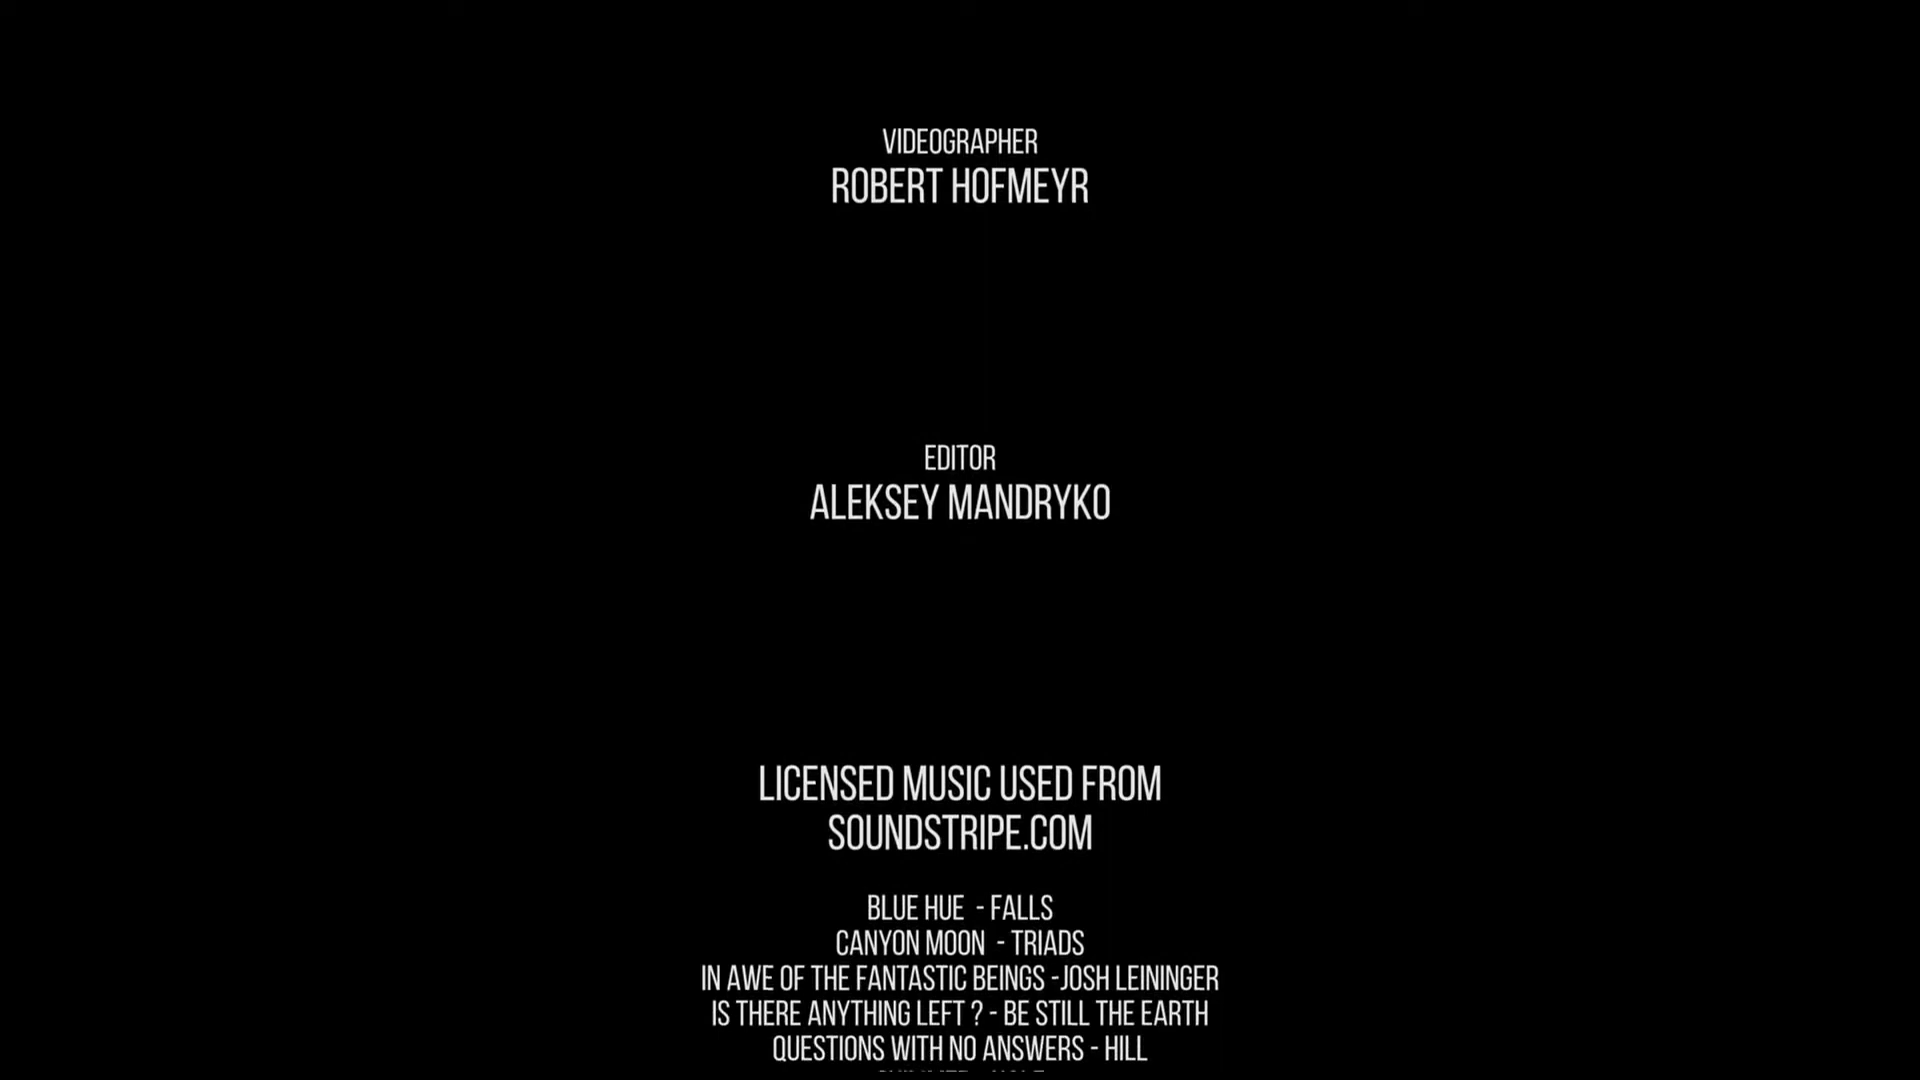 VIDEOGRAPHER
ROBERT HOFMEYR
EDITOR
ALEKSEY MANDRYKO
LICENSED MUSIC USED FROM
SOUNDSTRIPE.COM
BLUE HUE - FALLS
CANYON MOON - TRIADS
IN AWE OF THE FANTASTIC BEINGS -JOSH LEININGER
IS THERE ANYTHING LEFT ? - BE STILL THE EARTH
QUESTIONS WITH NO ANSWERS - HILL